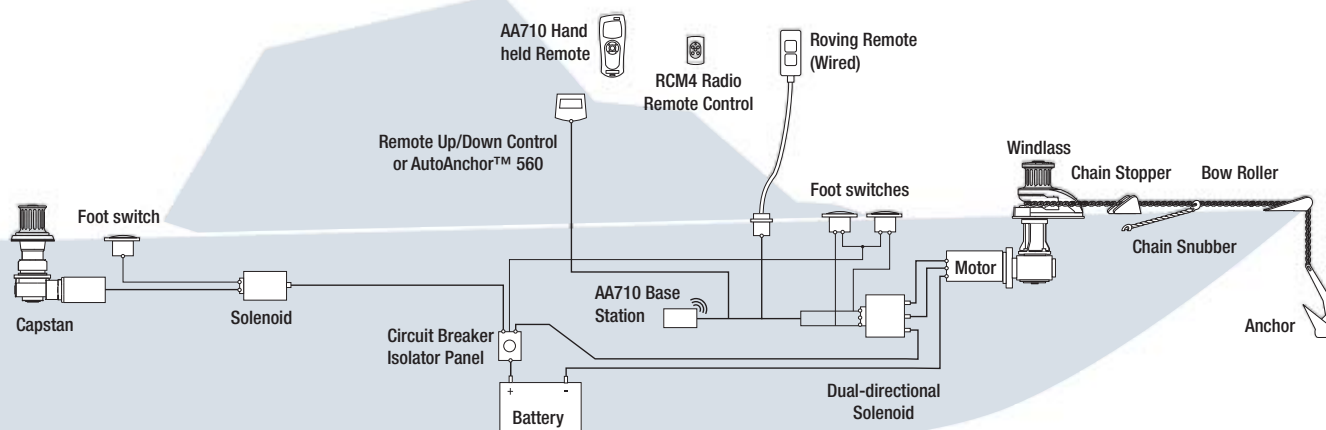 AA710 Hand
held Remote
RCM4 Radio
Remote Control
Roving Remote
(Wired)
Remote Up/Down Control
or AutoAnchor™ 560
Windlass
Chain Stopper
Bow Roller
Foot switch
Foot switches
Chain Snubber
Motor
Capstan
Solenoid
AA710 Base
Station
Anchor
Circuit Breaker
Isolator Panel
Dual-directional
Solenoid
+ -
Battery